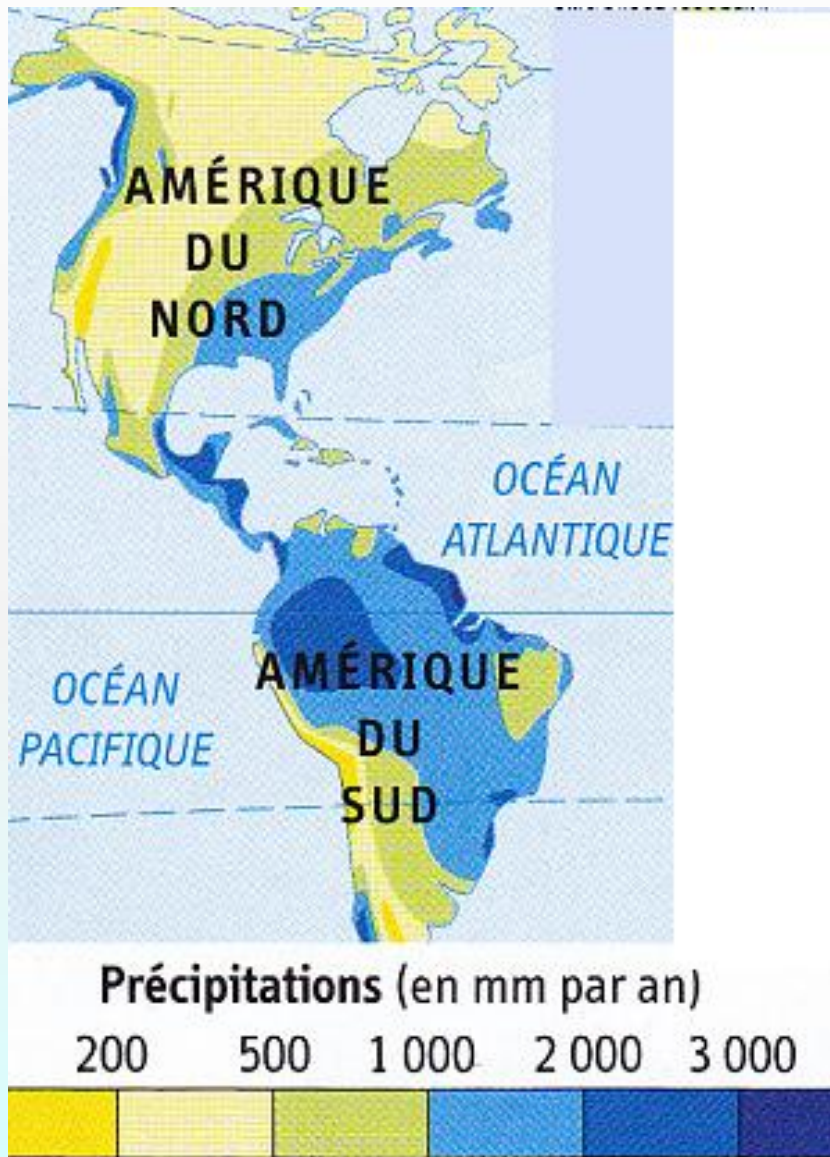 AMÉRIQUE
DU
NORD
OCÉAN
ATLANTIQUE
OCÉAN
PACIFIQUE
AMÉRIQUE
DU
SUD
Précipitations (en mm par an)
200 500 1 000 2 000 3 000